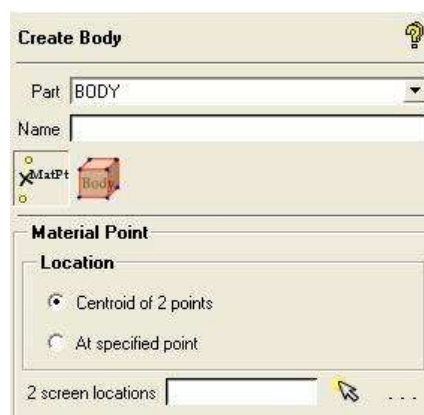 Create Body
Part BODY
Name
MatPt Body
Material Point
Location
Centroid of 2 points
At specified point
2 screen locations ...